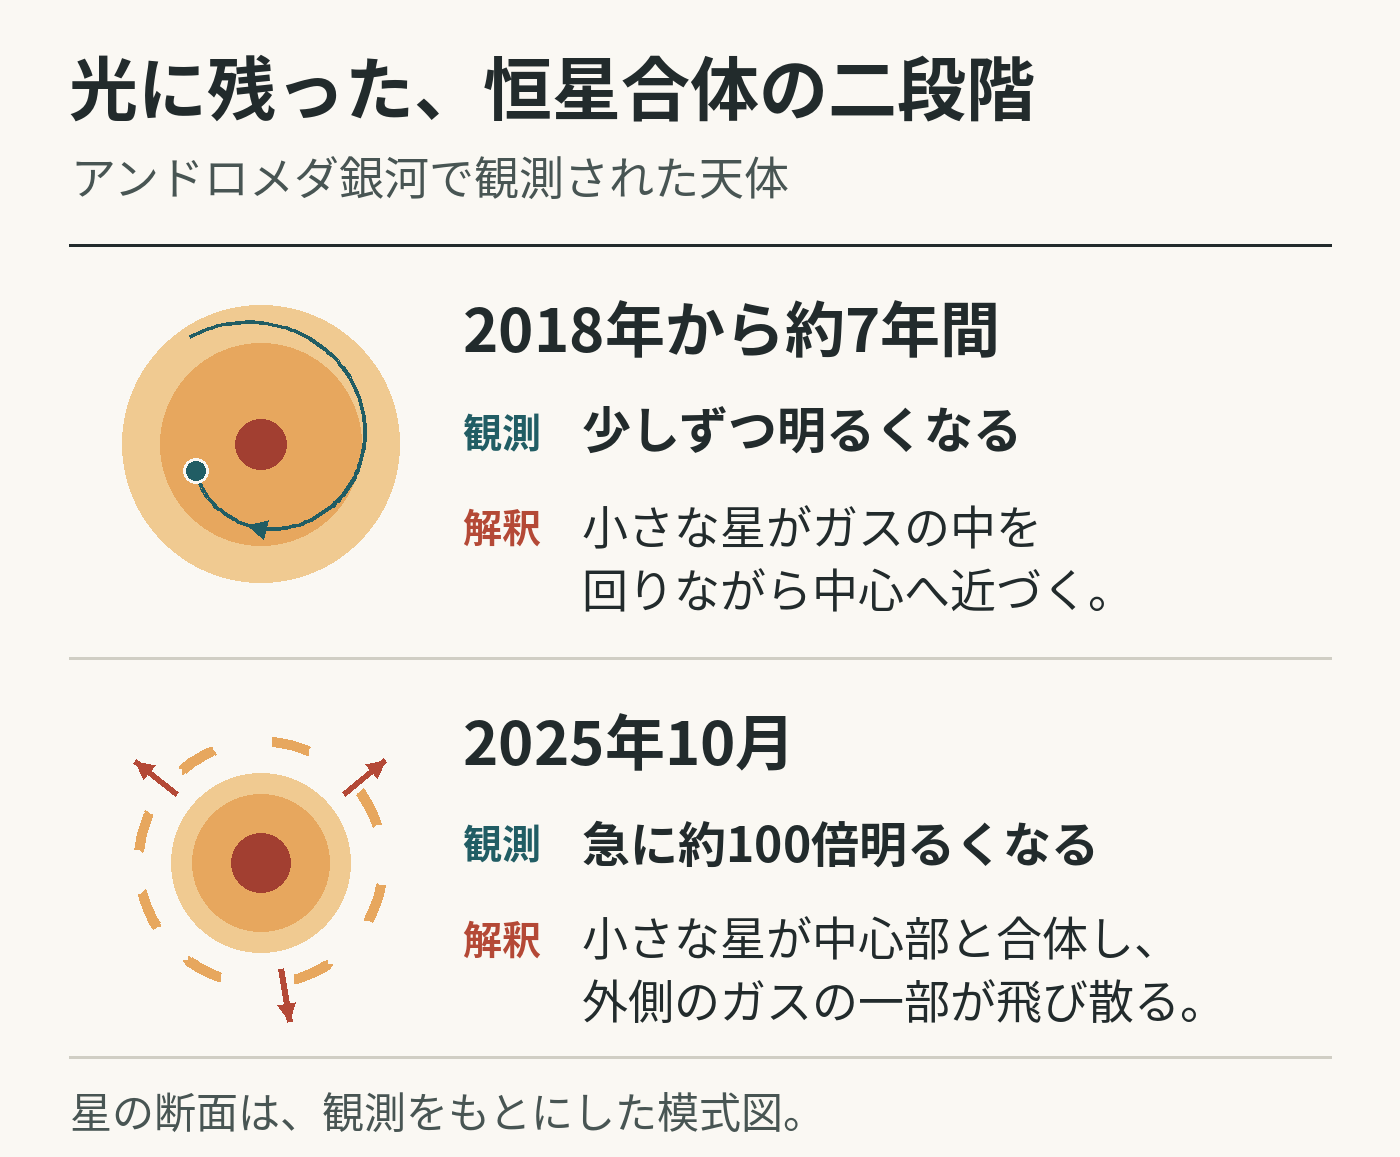 光に残った、恒星合体の二段階
アンドロメダ銀河で観測された天体
2018年から約7年間
観測 少しずつ明るくなる
解釈 小さな星がガスの中を
回りながら中心へ近づく。
2025年10月
観測 急に約100倍明るくなる
解釈 小さな星が中心部と合体し、
外側のガスの一部が飛び散る。
星の断面は、観測をもとにした模式図。